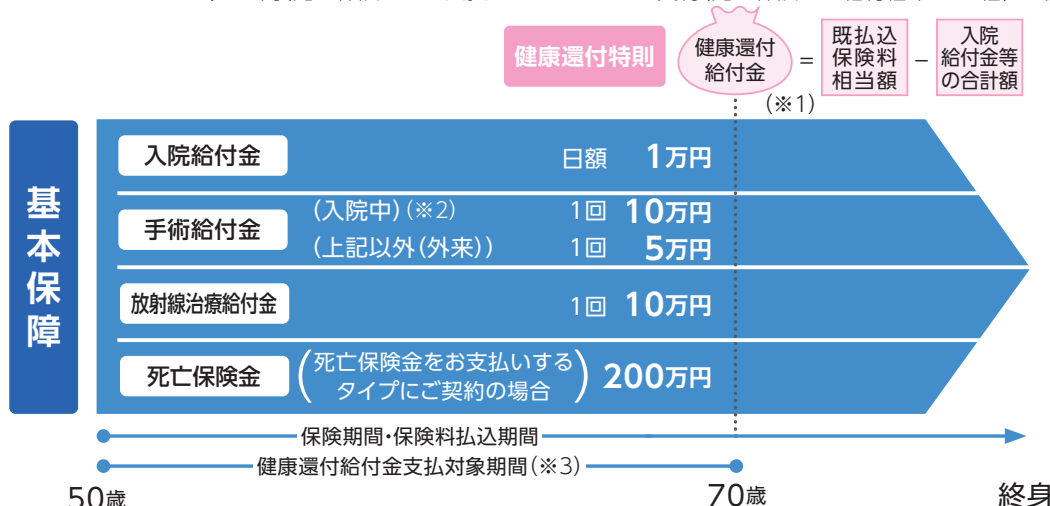 健康還付特則
健康還付
給付金
=
既払込
保険料
相当額
−
入院
給付金等
の合計額
(※1)
基本保障
入院給付金 日額 1万円
手術給付金 (入院中)(※2) 1回 10万円
(上記以外(外来)) 1回 5万円
放射線治療給付金 1回 10万円
死亡保険金 (死亡保険金をお支払いする
タイプにご契約の場合) 200万円
保険期間・保険料払込期間
健康還付給付金支払対象期間(※3)
50歳 70歳 終身